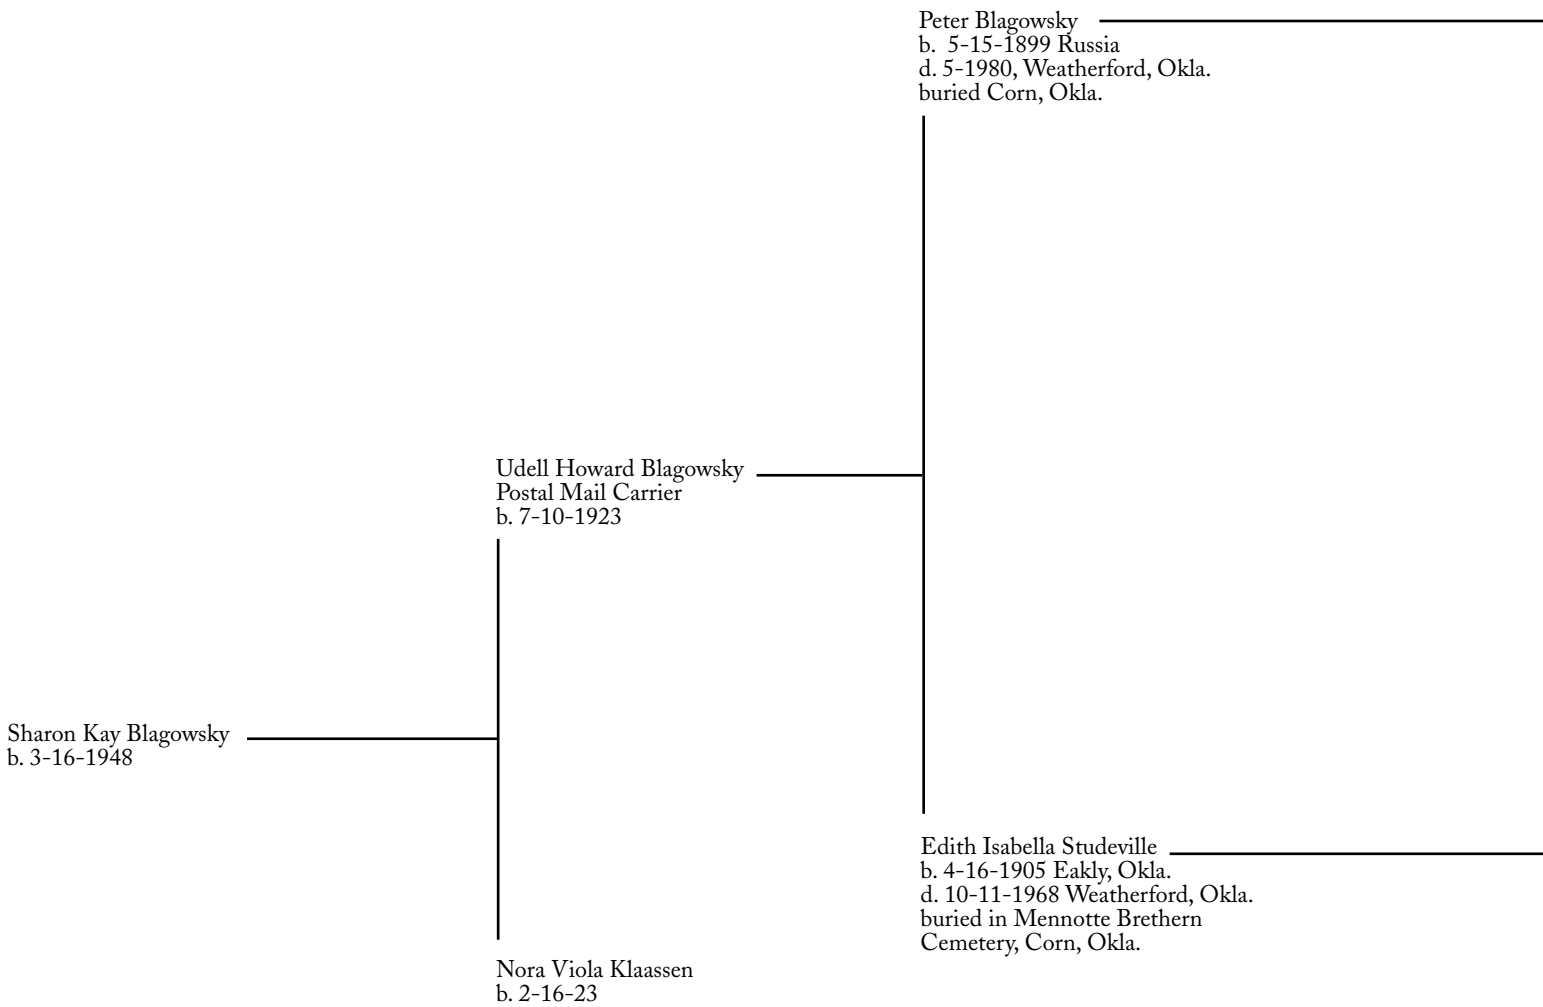 Peter Blagowsky
b.  5-15-1899 Russia
d. 5-1980, Weatherford, Okla.
buried Corn, Okla.
Udell Howard Blagowsky
Postal Mail Carrier
b. 7-10-1923
Sharon Kay Blagowsky
b. 3-16-1948
Edith Isabella Studeville
b. 4-16-1905 Eakly, Okla.
d. 10-11-1968 Weatherford, Okla.
buried in Mennotte Brethern
Cemetery, Corn, Okla.
Nora Viola Klaassen
b. 2-16-23